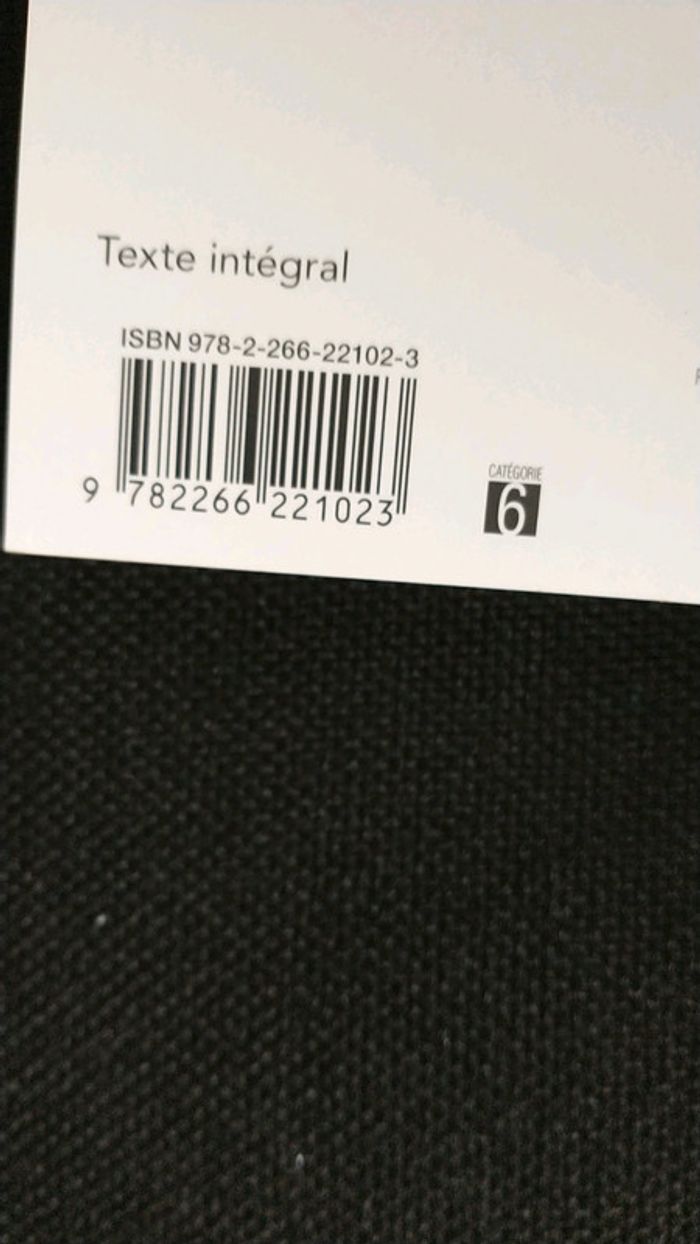 Texte intégral
ISBN 978-2-266-22102-3
9 782266 221023
CATÉGORIE
6